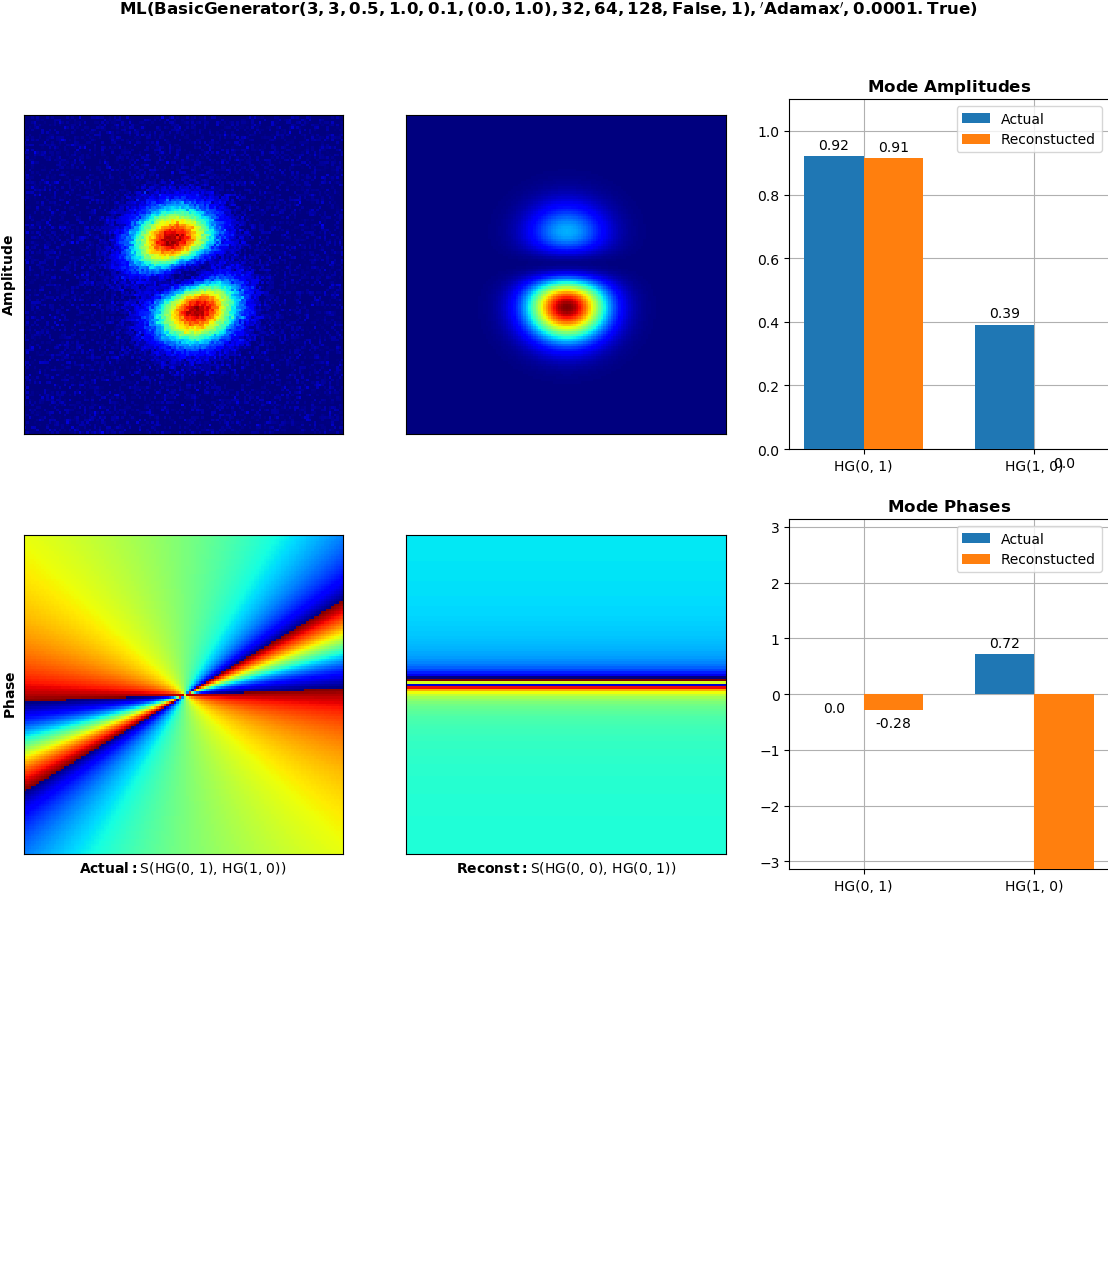 ML(BasicGenerator(3, 3, 0.5, 1.0, 0.1, (0.0, 1.0), 32, 64, 128, False, 1), 'Adamax', 0.0001. True)
Amplitude
Mode Amplitudes
Actual
Reconstucted
1.0
0.8
0.6
0.4
0.2
0.0
0.92
0.91
0.39
0.0
HG(0, 1)
HG(1, 0)
Phase
Actual: S(HG(0, 1), HG(1, 0))
Reconst: S(HG(0, 0), HG(0, 1))
Mode Phases
Actual
Reconstucted
3
2
1
0
−1
−2
−3
0.0
-0.28
0.72
HG(0, 1)
HG(1, 0)